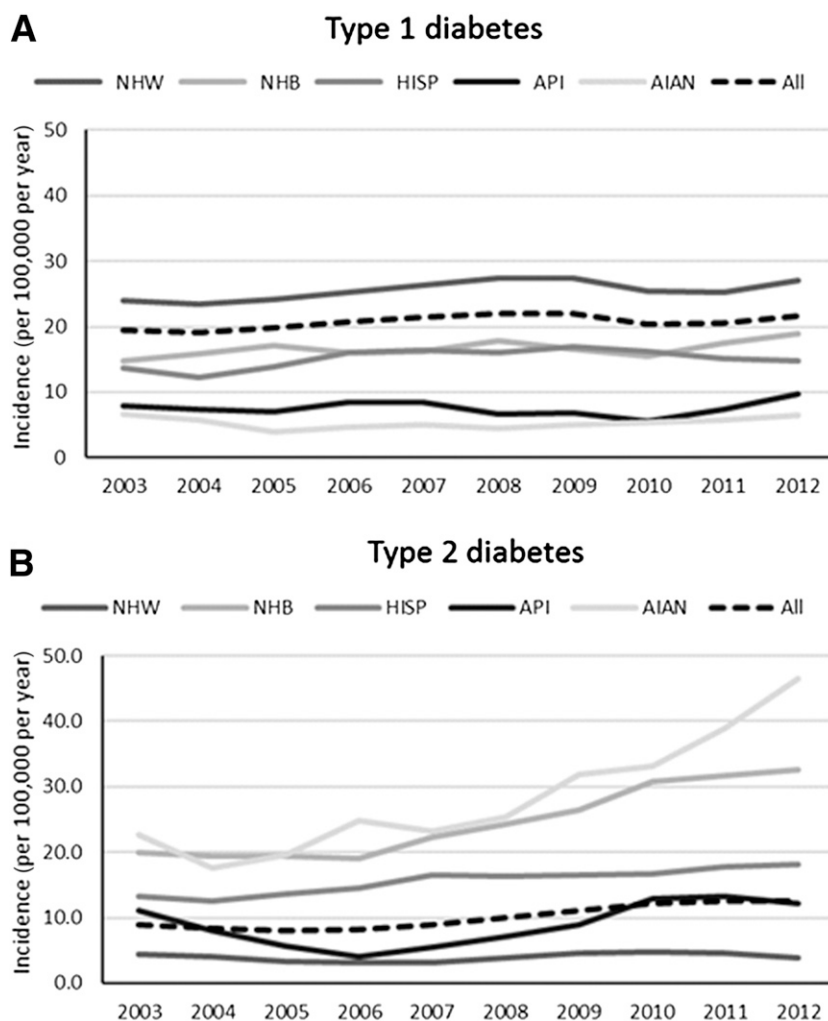 A
Type 1 diabetes
NHW NHB HISP API AIAN All
Incidence (per 100,000 per year)
50
40
30
20
10
0
2003 2004 2005 2006 2007 2008 2009 2010 2011 2012
B
Type 2 diabetes
NHW NHB HISP API AIAN All
Incidence (per 100,000 per year)
50.0
40.0
30.0
20.0
10.0
0.0
2003 2004 2005 2006 2007 2008 2009 2010 2011 2012